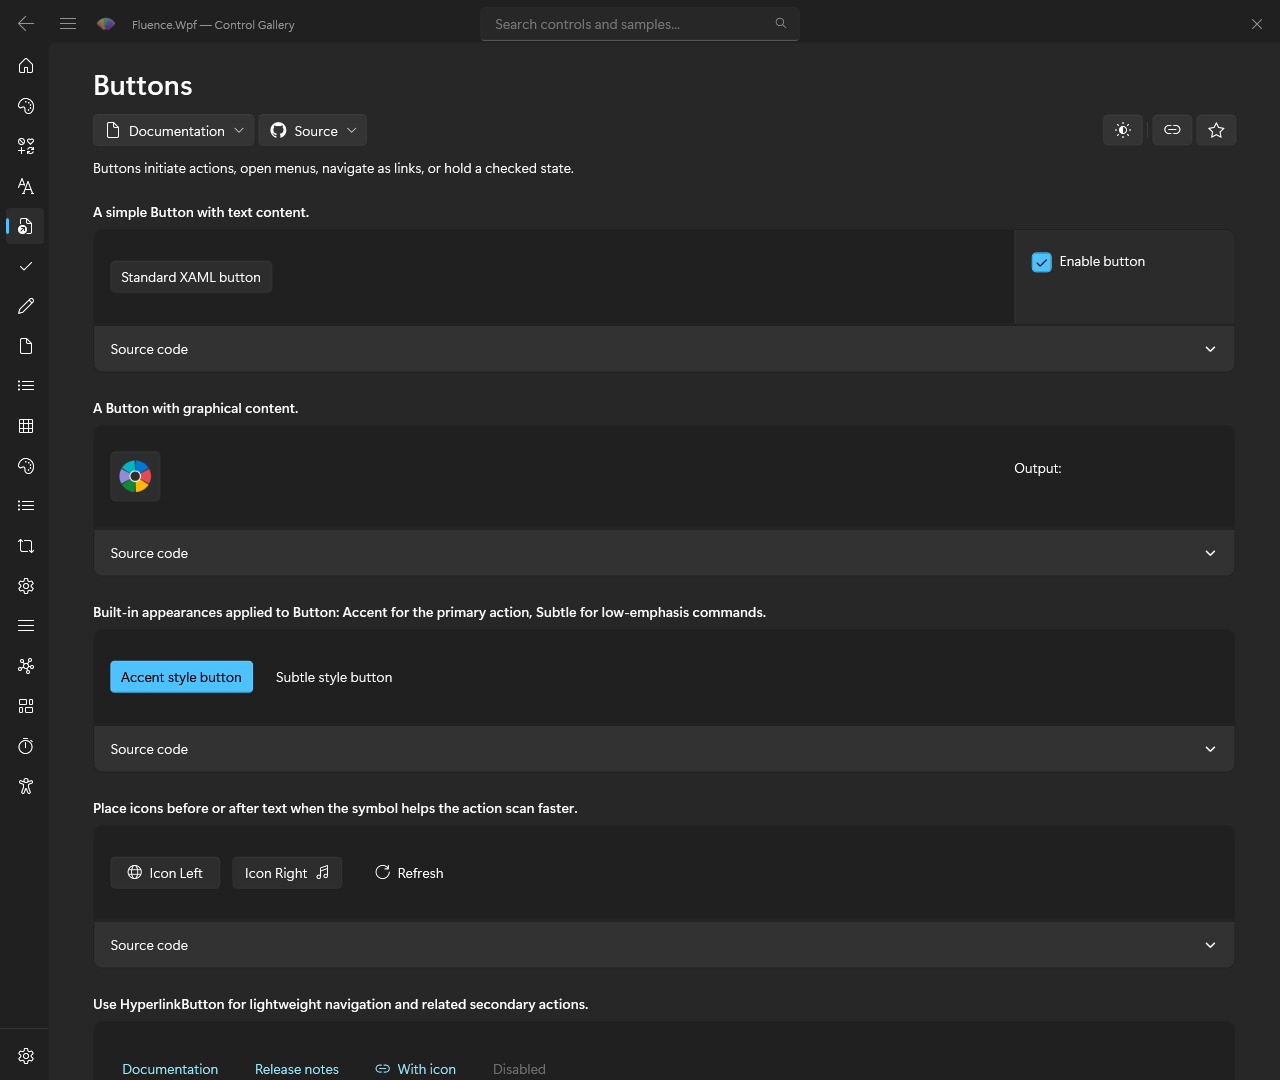 Fluence.Wpf — Control Gallery
Search controls and samples...
Buttons
Documentation
Source
Buttons initiate actions, open menus, navigate as links, or hold a checked state.
A simple Button with text content.
Standard XAML button
Enable button
Source code
A Button with graphical content.
Output:
Source code
Built-in appearances applied to Button: Accent for the primary action, Subtle for low-emphasis commands.
Accent style button
Subtle style button
Source code
Place icons before or after text when the symbol helps the action scan faster.
Icon Left
Icon Right
Refresh
Source code
Use HyperlinkButton for lightweight navigation and related secondary actions.
Documentation
Release notes
With icon
Disabled